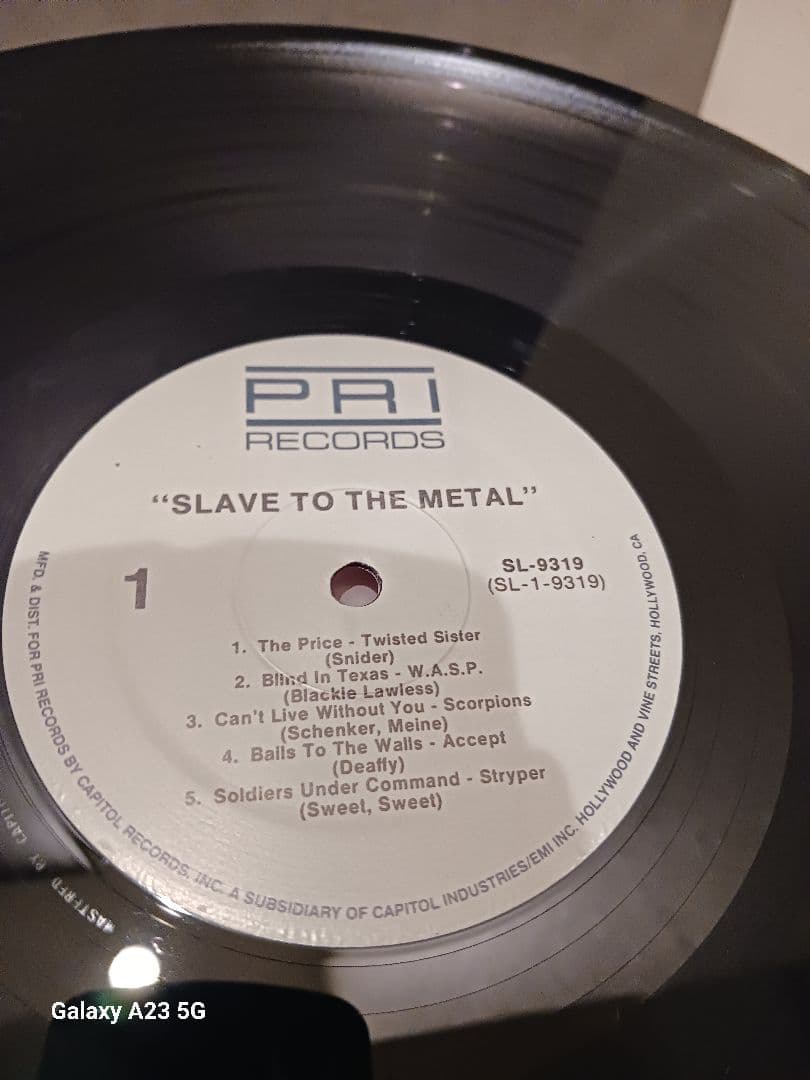 PRI
RECORDS
“SLAVE TO THE METAL”
1
SL-9319
(SL-1-9319)
1. The Price - Twisted Sister
(Snider)
2. Blind In Texas - W.A.S.P.
(Blackie Lawless)
3. Can't Live Without You - Scorpions
(Schenker, Meine)
4. Balls To The Walls - Accept
(Deaffy)
5. Soldiers Under Command - Stryper
(Sweet, Sweet)
MFD. & DIST. FOR PRI RECORDS BY CAPITOL RECORDS, INC. A SUBSIDIARY OF CAPITOL INDUSTRIES/EMI INC. HOLLYWOOD AND VINE STREETS, HOLLYWOOD, CA
MASTERED BY
Galaxy A23 5G